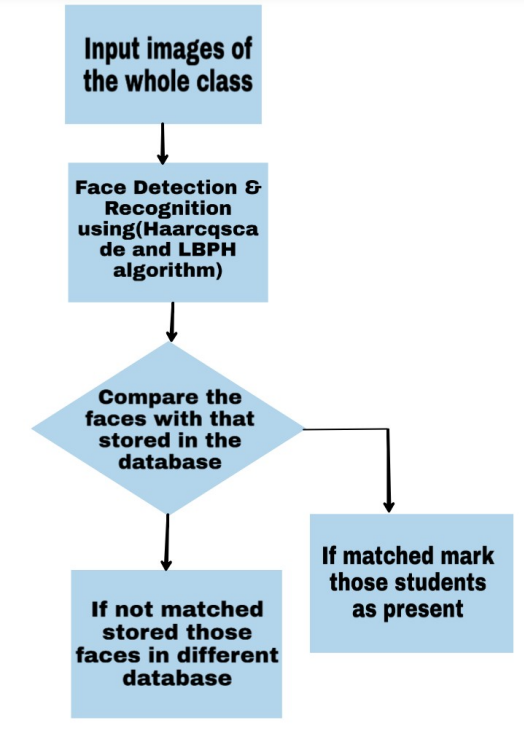 Input images of
the whole class
Face Detection &
Recognition
using(Haarcqsca
de and LBPH
algorithm)
Compare the
faces with that
stored in the
database
If matched mark
those students
as present
If not matched
stored those
faces in different
database